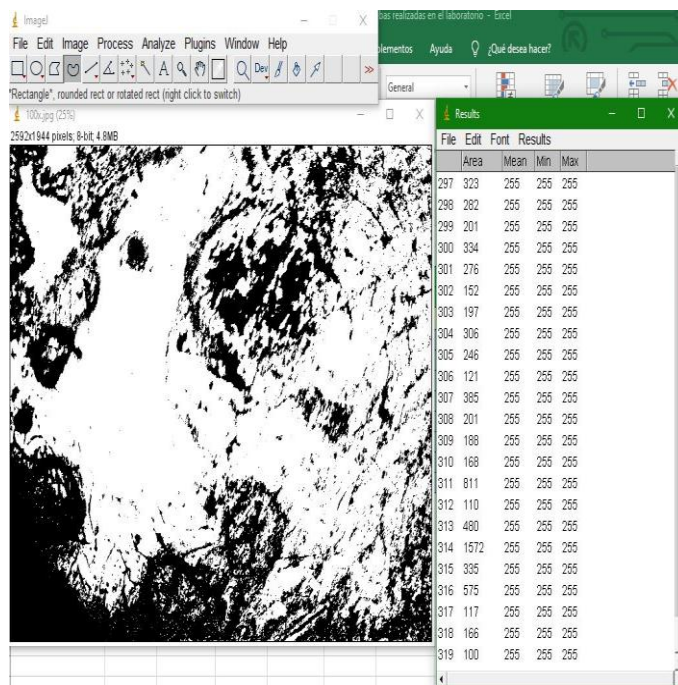 ImageJ
File Edit Image Process Analyze Plugins Window Help
Dev
"Rectangle", rounded rect or rotated rect (right click to switch)
bas realizadas en el laboratorio - Excel
plementos Ayuda ¿Qué desea hacer?
General
100x.jpg (25%)
2592x1944 pixels; 8-bit; 4.8MB
Results
File Edit Font Results
Area Mean Min Max
297 323 255 255 255
298 282 255 255 255
299 201 255 255 255
300 334 255 255 255
301 276 255 255 255
302 152 255 255 255
303 197 255 255 255
304 306 255 255 255
305 246 255 255 255
306 121 255 255 255
307 385 255 255 255
308 201 255 255 255
309 188 255 255 255
310 168 255 255 255
311 811 255 255 255
312 110 255 255 255
313 480 255 255 255
314 1572 255 255 255
315 335 255 255 255
316 575 255 255 255
317 117 255 255 255
318 166 255 255 255
319 100 255 255 255